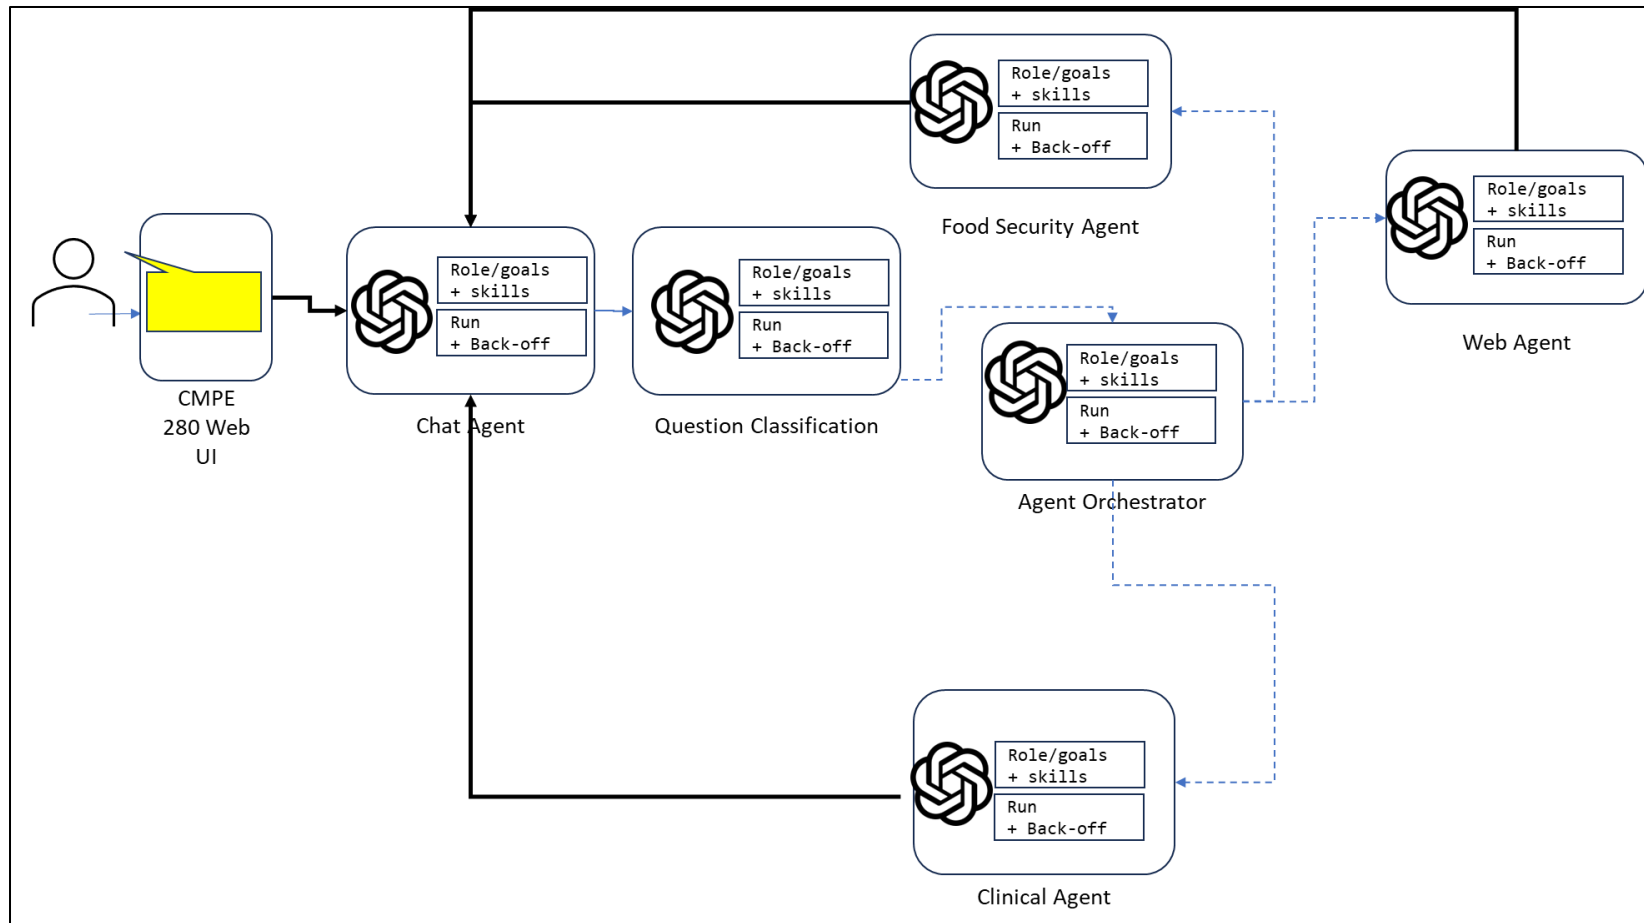 Role/goals
+ skills
Run
+ Back-off
Food Security Agent
Role/goals
+ skills
Run
+ Back-off
Web Agent
CMPE
280 Web
UI
Role/goals
+ skills
Run
+ Back-off
Chat Agent
Role/goals
+ skills
Run
+ Back-off
Question Classification
Role/goals
+ skills
Run
+ Back-off
Agent Orchestrator
Role/goals
+ skills
Run
+ Back-off
Clinical Agent